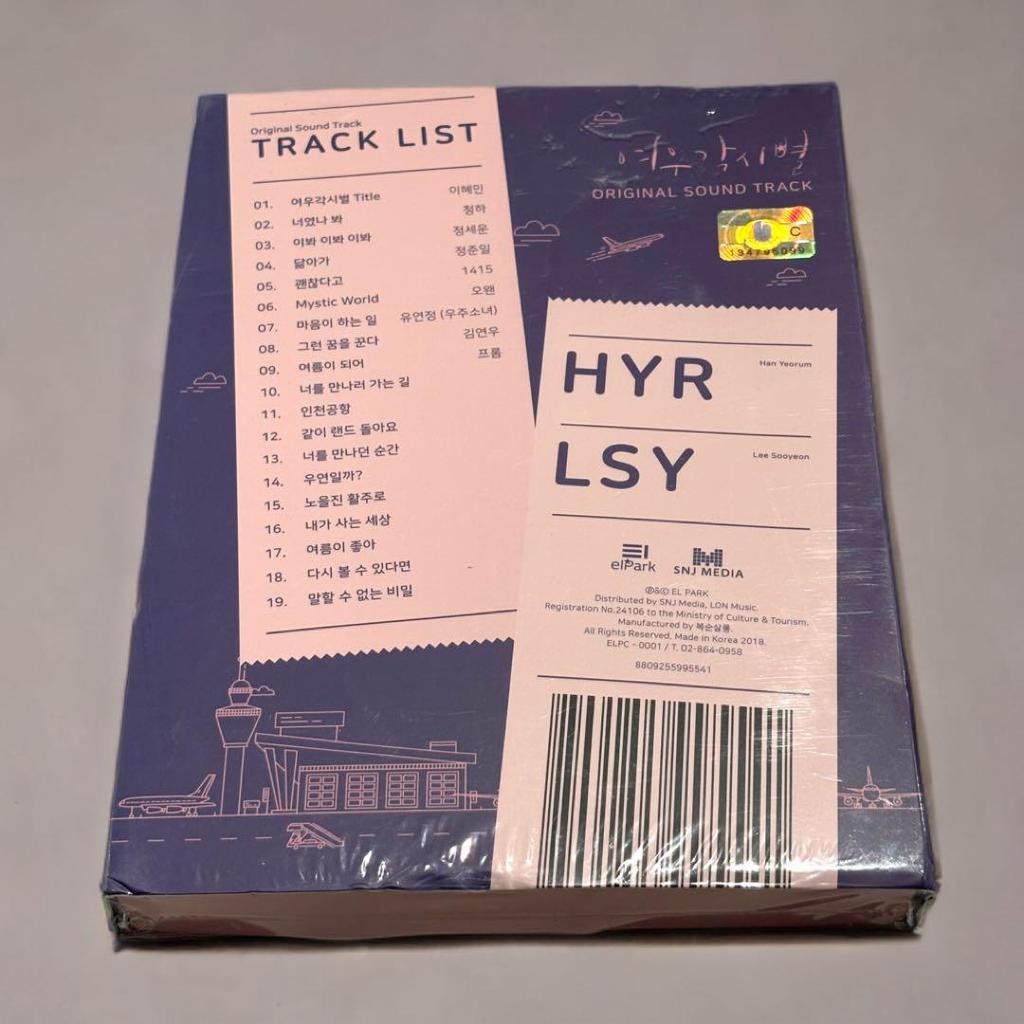 Original Sound Track
TRACK LIST
01. 여우각시별 Title 이혜민
02. 너였나 봐 청하
03. 이봐 이봐 이봐 정세운
04. 닮아가 정준일
05. 괜찮다고 1415
06. Mystic World 오왠
07. 마음이 하는 일 유연정 (우주소녀)
08. 그런 꿈을 꾼다 김연우
09. 여름이 되어 프롬
10. 너를 만나러 가는 길
11. 인천공항
12. 같이 랜드 돌아요
13. 너를 만나던 순간
14. 우연일까?
15. 노을진 활주로
16. 내가 사는 세상
17. 여름이 좋아
18. 다시 볼 수 있다면
19. 말할 수 없는 비밀
여우각시별
ORIGINAL SOUND TRACK
C
HYR Han Yeorum
LSY Lee Sooyeon
elPark SNJ MEDIA
℗&© EL PARK
Distributed by SNJ Media, LON Music.
Registration No.24106 to the Ministry of Culture & Tourism.
Manufactured by 복순살롱.
All Rights Reserved. Made in Korea 2018.
ELPC - 0001 / T. 02-864-0958
8809255995541